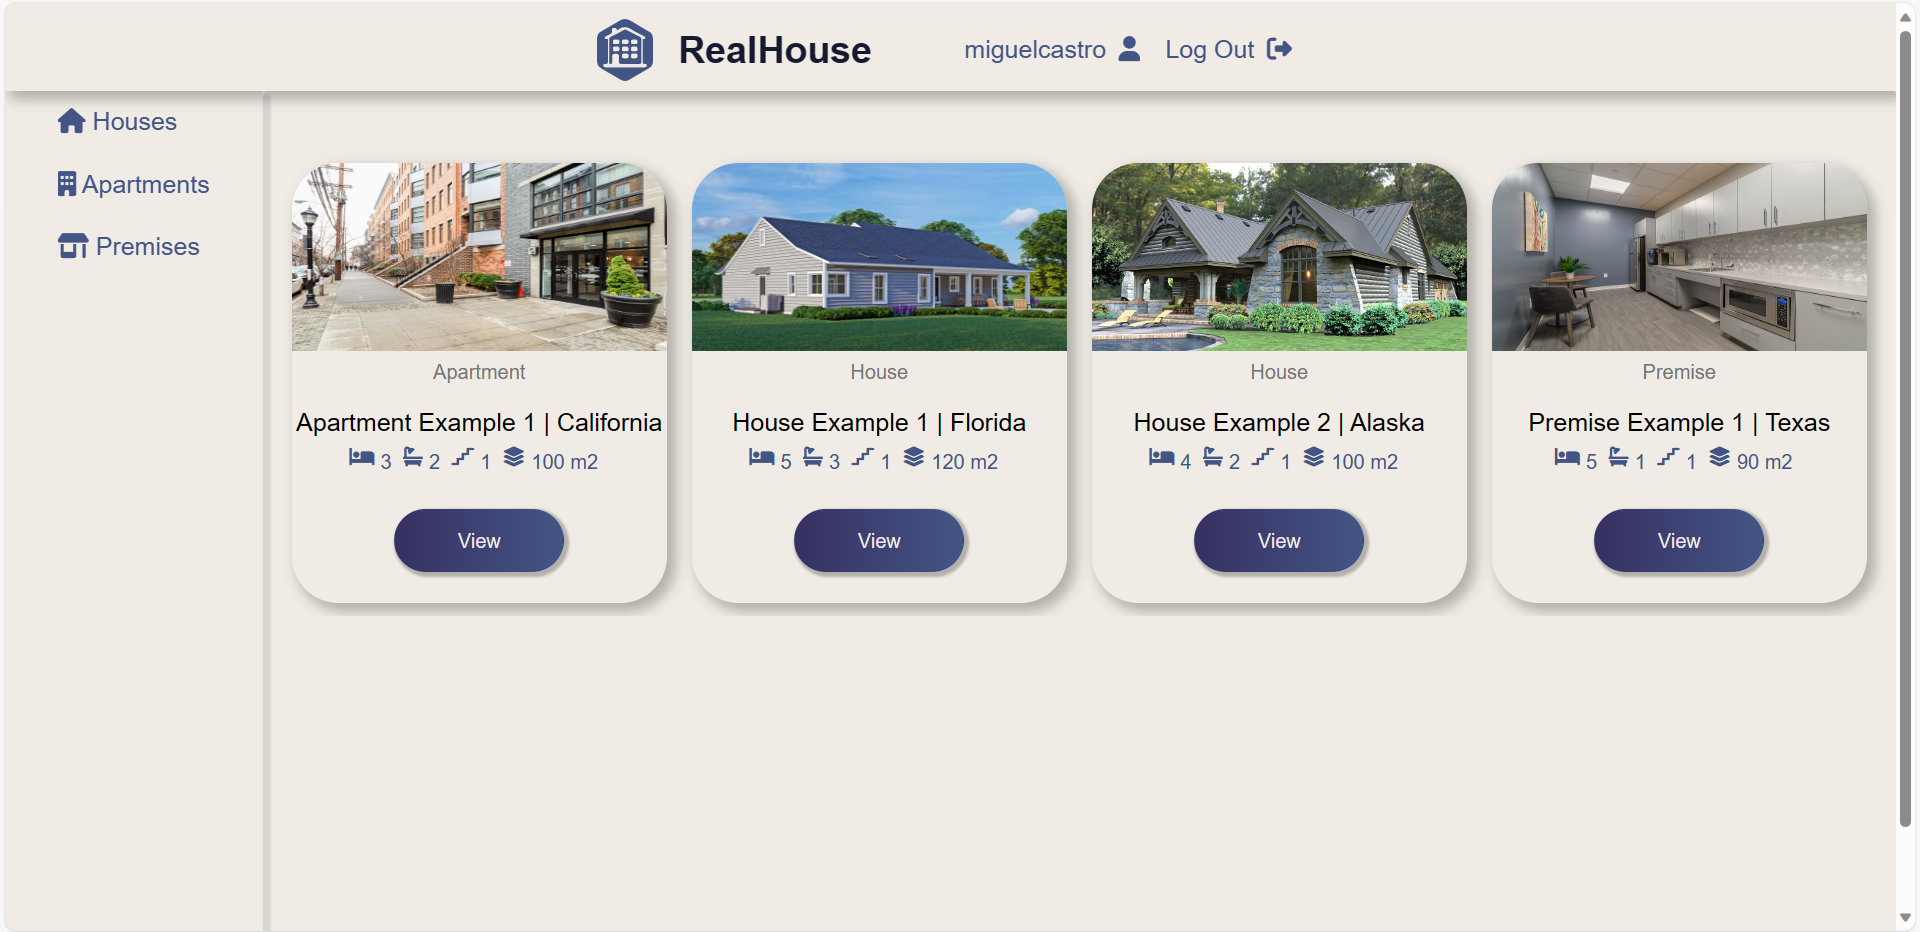 RealHouse
miguelcastro
Log Out
Houses
Apartments
Premises
Apartment
Apartment Example 1 | California
3 2 1 100 m2
View
House
House Example 1 | Florida
5 3 1 120 m2
View
House
House Example 2 | Alaska
4 2 1 100 m2
View
Premise
Premise Example 1 | Texas
5 1 1 90 m2
View